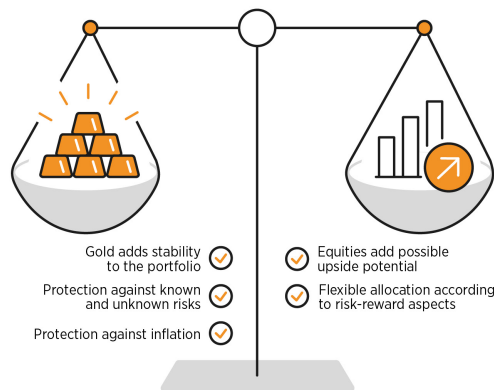 Gold adds stability
to the portfolio
Protection against known
and unknown risks
Protection against inflation
Equities add possible
upside potential
Flexible allocation according
to risk-reward aspects